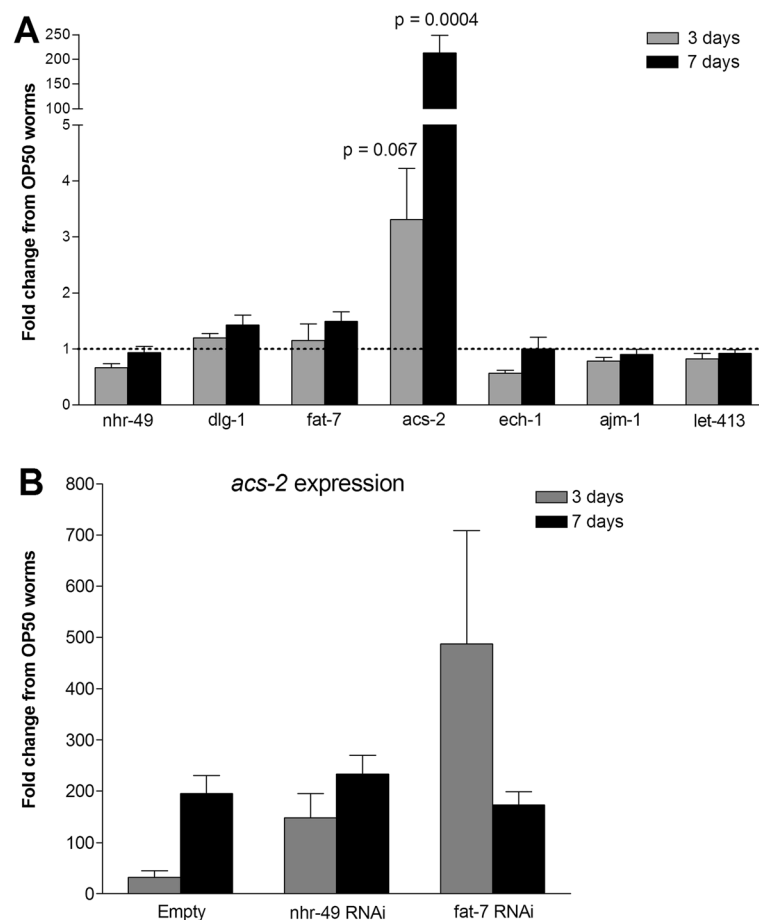 A
p = 0.0004
3 days
7 days
250
200
150
100
5
4
3
2
1
0
Fold change from OP50 worms
p = 0.067
nhr-49 dlg-1 fat-7 acs-2 ech-1 ajm-1 let-413
B
acs-2 expression
3 days
7 days
800
700
600
500
400
300
200
100
0
Fold change from OP50 worms
Empty nhr-49 RNAi fat-7 RNAi